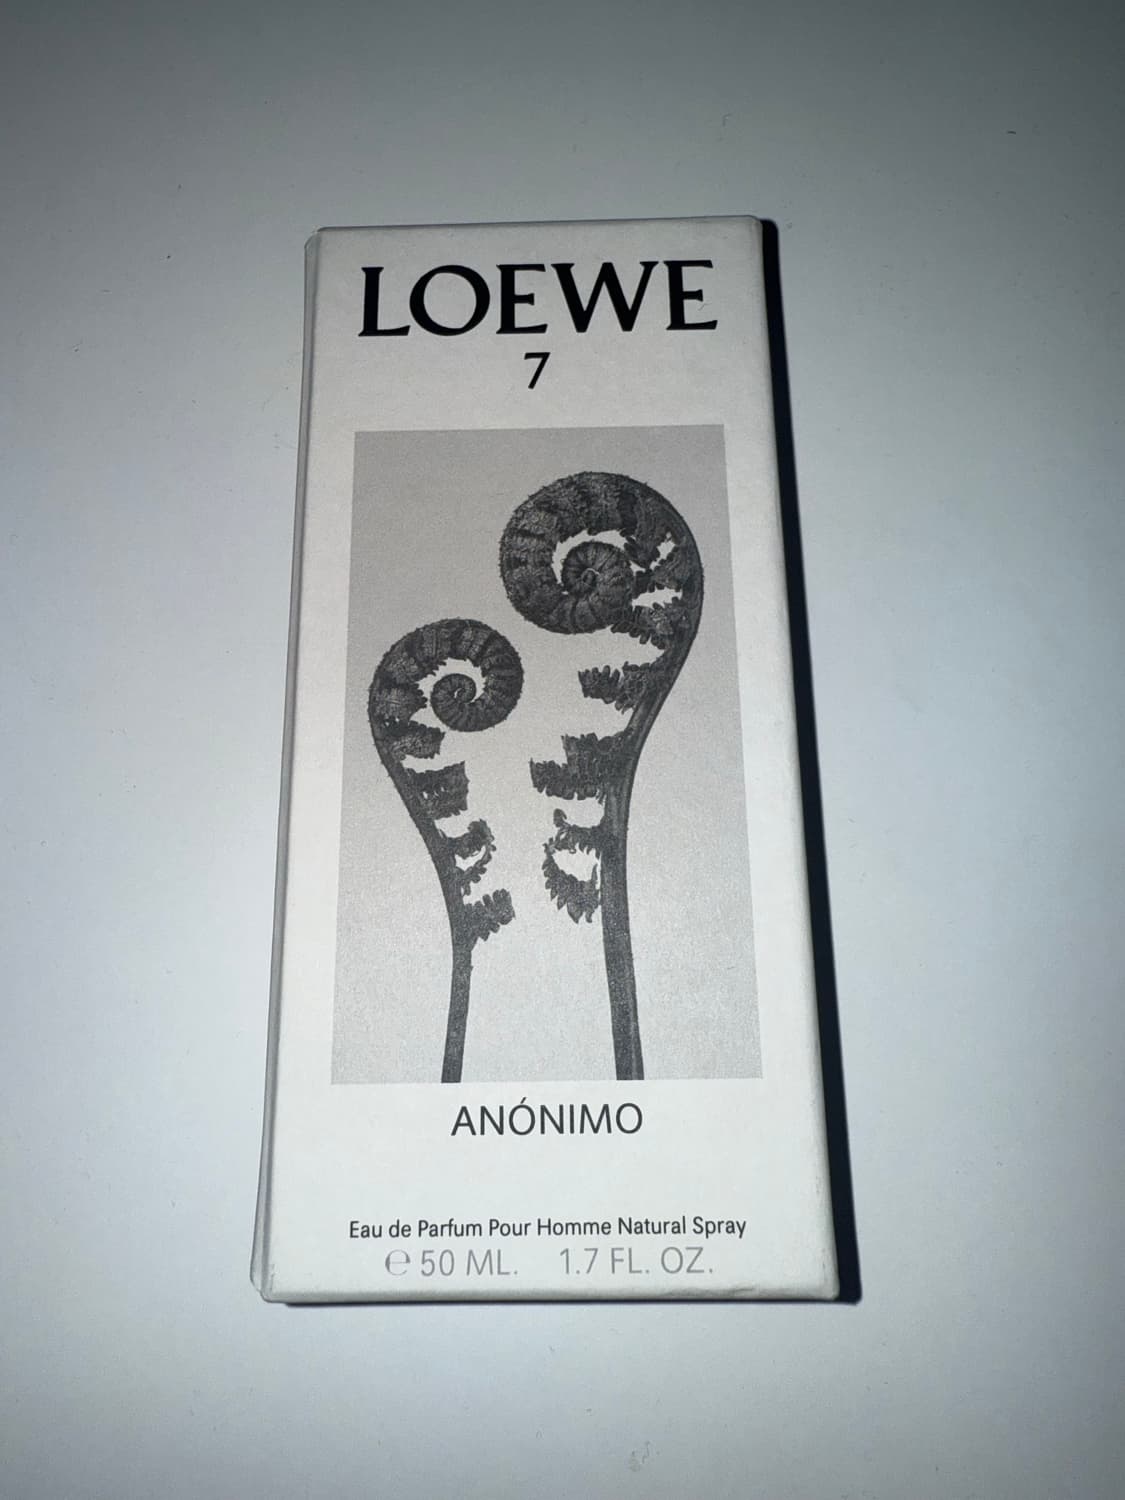 LOEWE
7
ANÓNIMO
Eau de Parfum Pour Homme Natural Spray
℮ 50 ML. 1.7 FL. OZ.